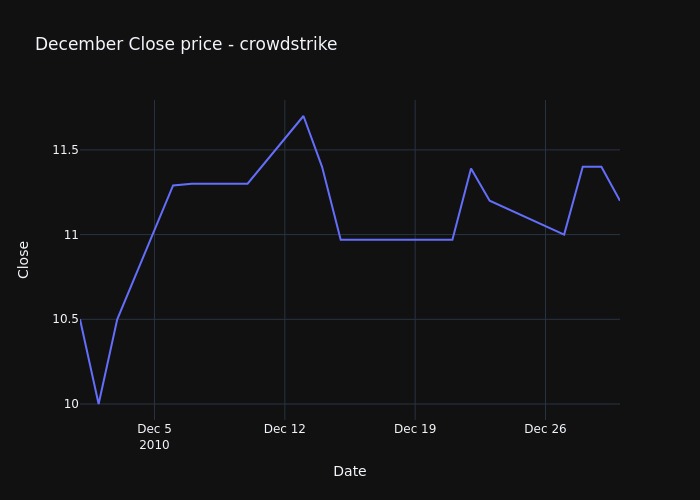 December Close price - crowdstrike
Close
11.5
11
10.5
10
Dec 5
2010
Dec 12
Dec 19
Dec 26
Date